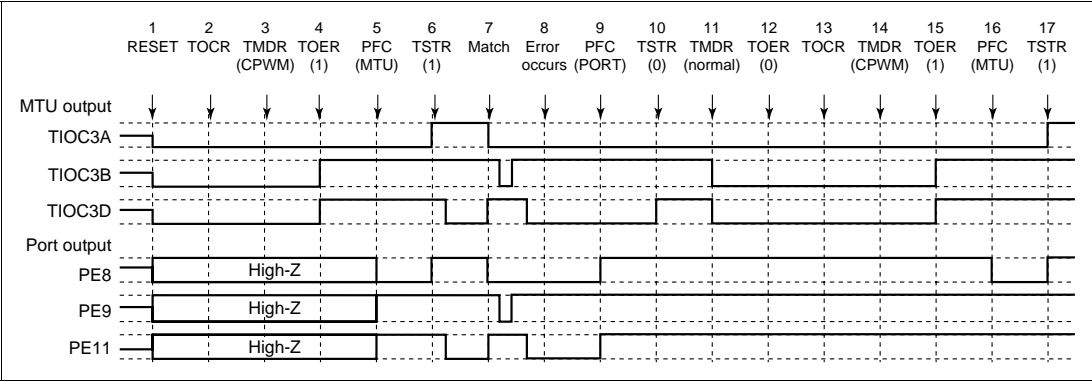 1 2 3 4 5 6 7 8 9 10 11 12 13 14 15 16 17
RESET TOCR TMDR TOER PFC TSTR Match Error PFC TSTR TMDR TOER TOCR TMDR TOER PFC TSTR
(CPWM) (1) (MTU) (1) occurs (PORT) (0) (normal) (0) (CPWM) (1) (MTU) (1)
MTU output
TIOC3A
TIOC3B
TIOC3D
Port output
PE8 High-Z
PE9 High-Z
PE11 High-Z